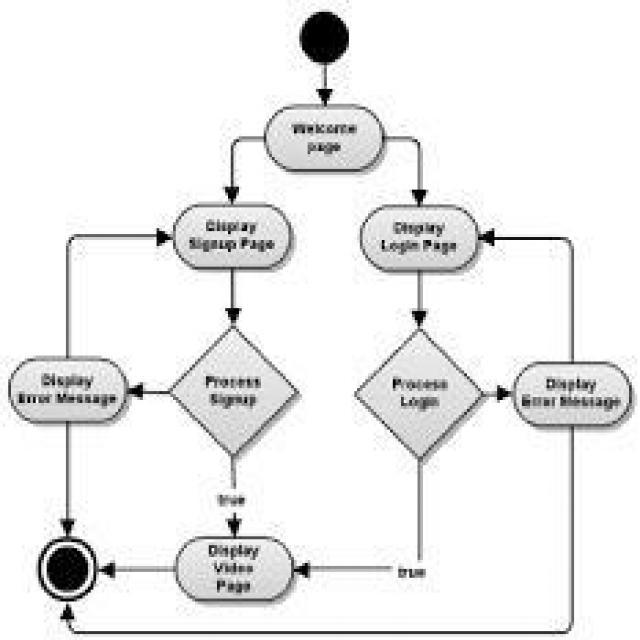 Welcome
page
Display
Signup Page
Display
Login Page
Display
Error Message
Process
Signup
Process
Login
Display
Error Message
true
Display
Video
Page
true